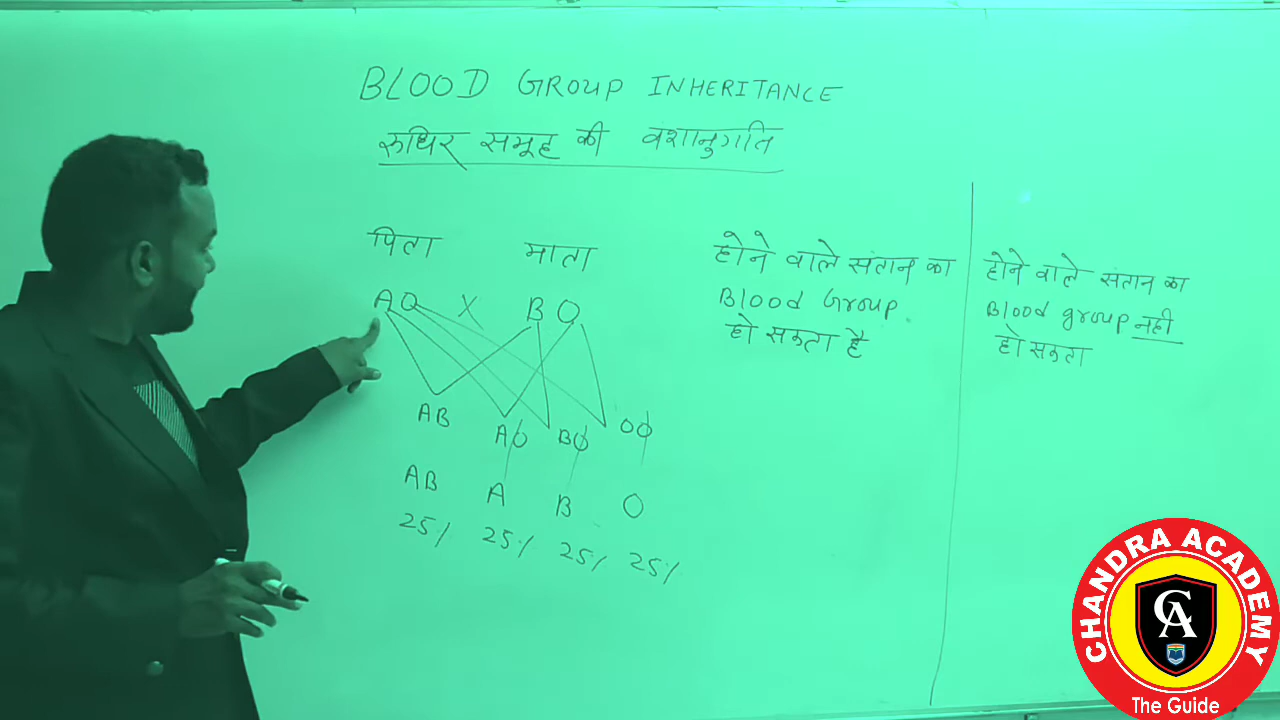 BLOOD GROUP INHERITANCE
रुधिर समूह की वंशानुगति
पिता माता
AO X BO
AB AO BO OO
AB A B O
25% 25% 25% 25%
होने वाले संतान का
Blood Group
हो सकता है
होने वाले संतान का
Blood group नही
हो सकता
CHANDRA ACADEMY
CA
The Guide